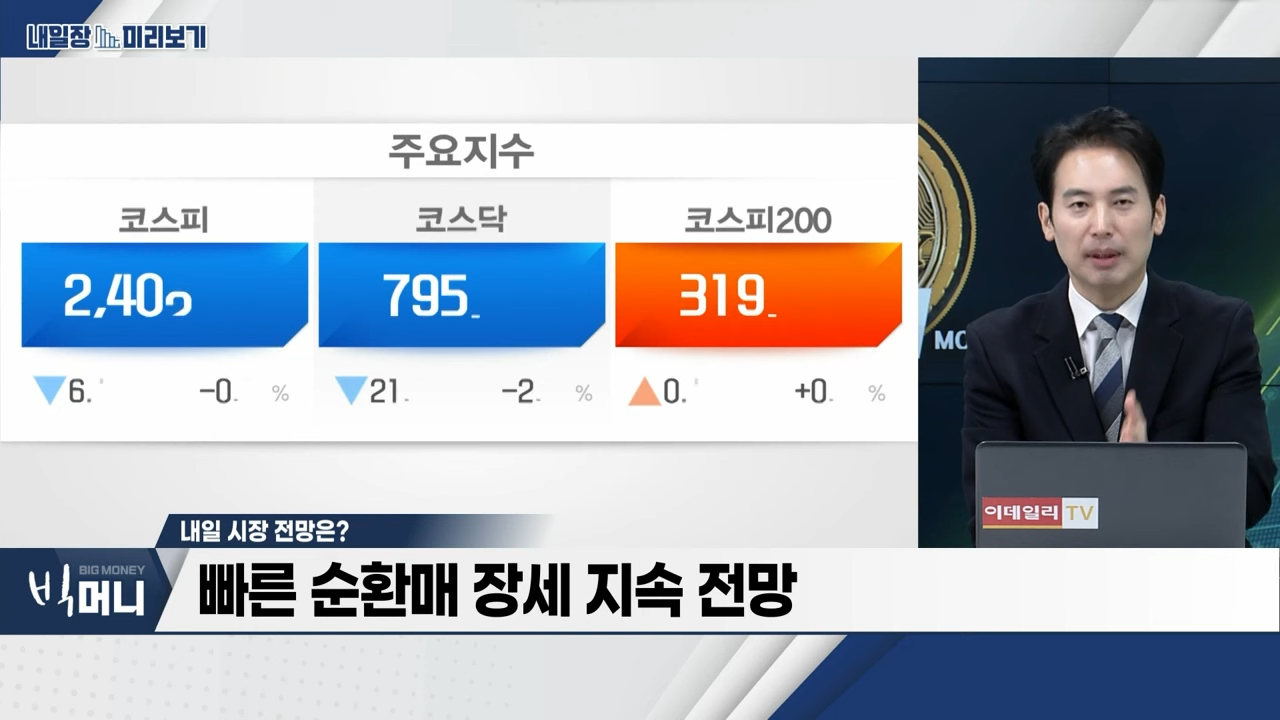 내일장 미리보기
주요지수
코스피
코스닥
코스피200
2,40
795
319
▼6.
-0.
%
▼21
-2
%
▲0.
+0.
%
MO
이데일리 TV
내일 시장 전망은?
BIG MONEY
빅머니
빠른 순환매 장세 지속 전망